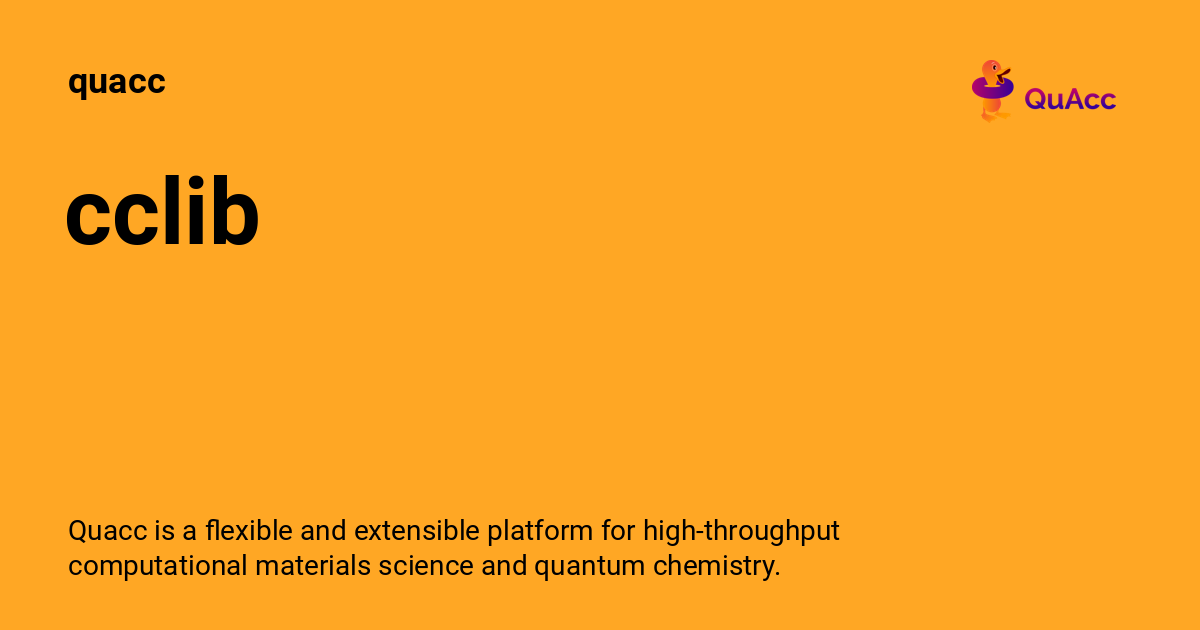 quacc
QuAcc
cclib
Quacc is a flexible and extensible platform for high-throughput
computational materials science and quantum chemistry.